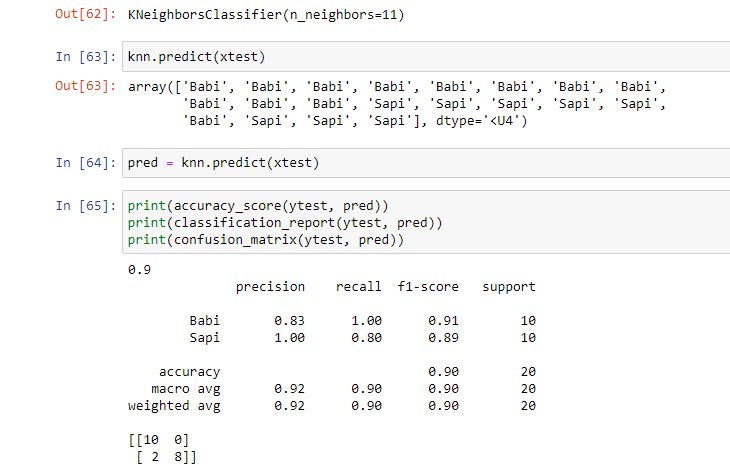 Out[62]: KNeighborsClassifier(n_neighbors=11)
In [63]: knn.predict(xtest)
Out[63]: array(['Babi', 'Babi', 'Babi', 'Babi', 'Babi', 'Babi', 'Babi', 'Babi',
'Babi', 'Babi', 'Babi', 'Sapi', 'Sapi', 'Sapi', 'Sapi', 'Sapi',
'Babi', 'Sapi', 'Sapi', 'Sapi'], dtype='<U4')
In [64]: pred = knn.predict(xtest)
In [65]: print(accuracy_score(ytest, pred))
print(classification_report(ytest, pred))
print(confusion_matrix(ytest, pred))
0.9
precision recall f1-score support
Babi 0.83 1.00 0.91 10
Sapi 1.00 0.80 0.89 10
accuracy 0.90 20
macro avg 0.92 0.90 0.90 20
weighted avg 0.92 0.90 0.90 20
[[10 0]
[ 2 8]]